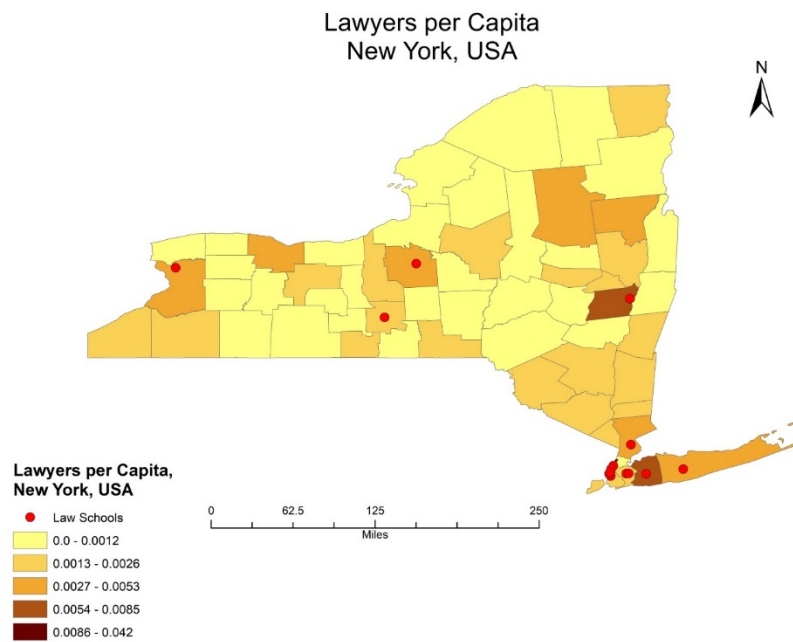 Lawyers per Capita
New York, USA
N
Lawyers per Capita,
New York, USA
Law Schools
0.0 - 0.0012
0.0013 - 0.0026
0.0027 - 0.0053
0.0054 - 0.0085
0.0086 - 0.042
0 62.5 125 250
Miles